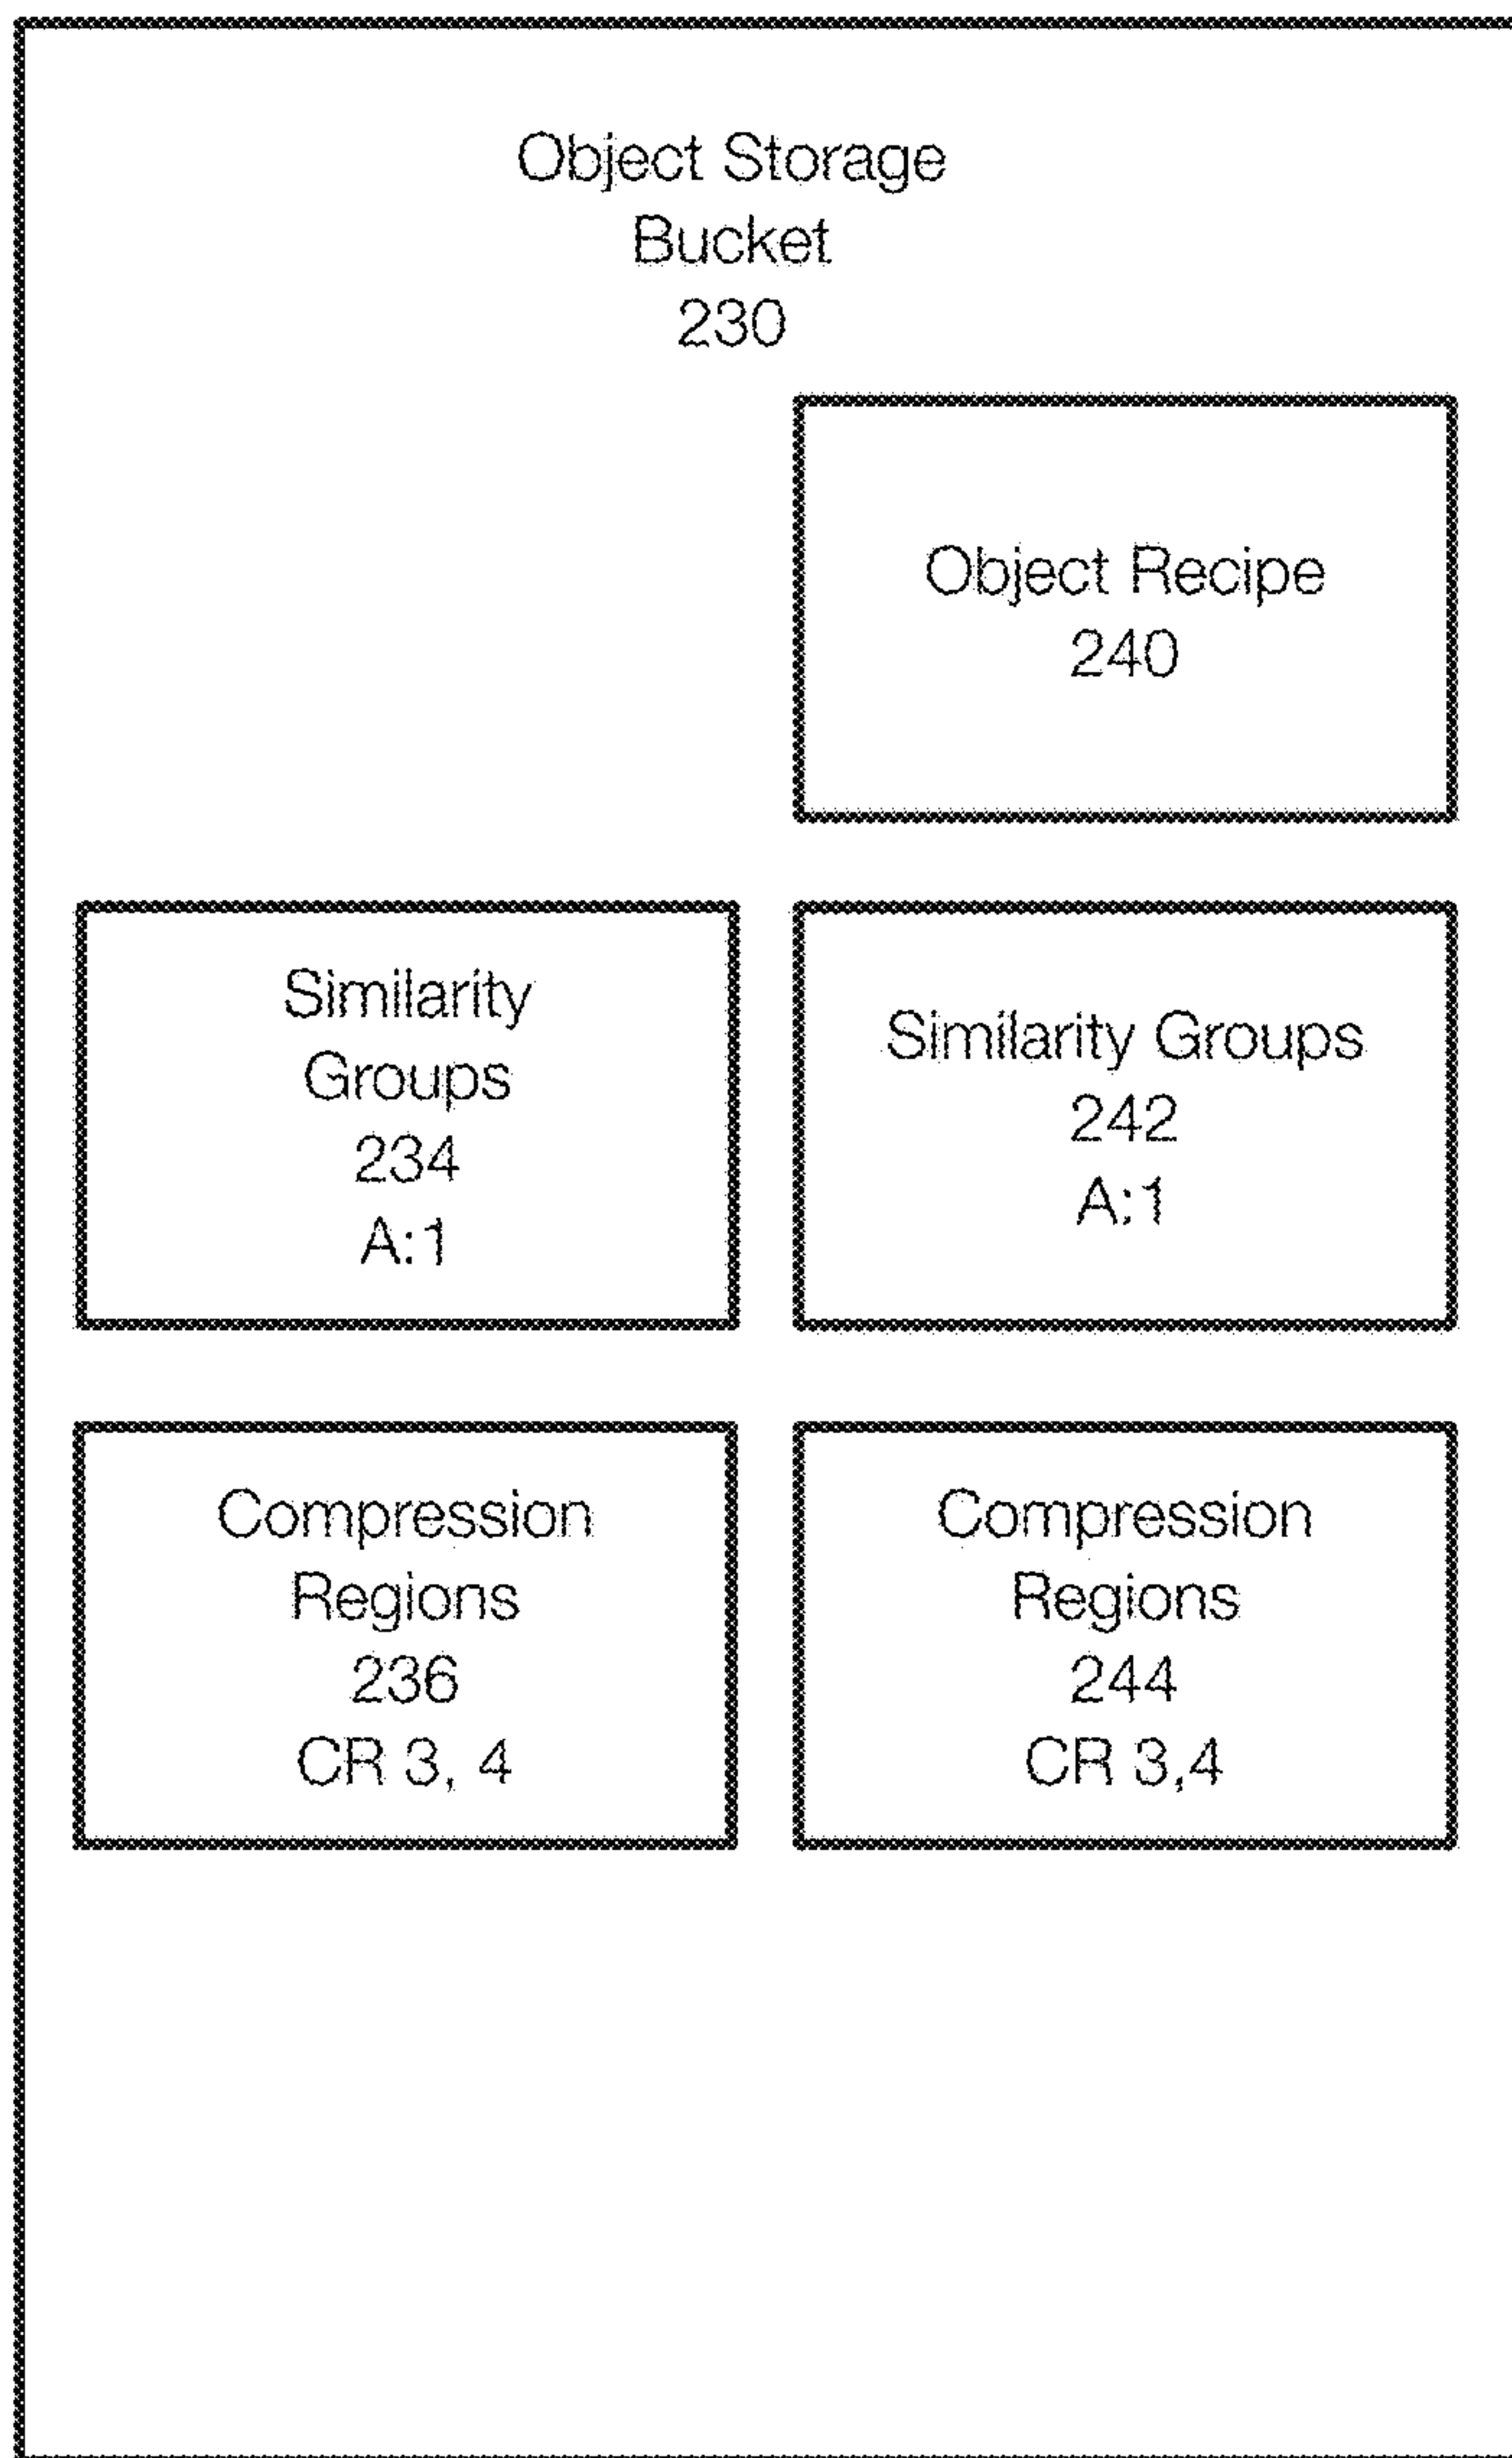 Object Storage
Bucket
230
Object Recipe
240
Similarity
Groups
234
A:1
Similarity Groups
242
A:1
Compression
Regions
236
CR 3, 4
Compression
Regions
244
CR 3,4